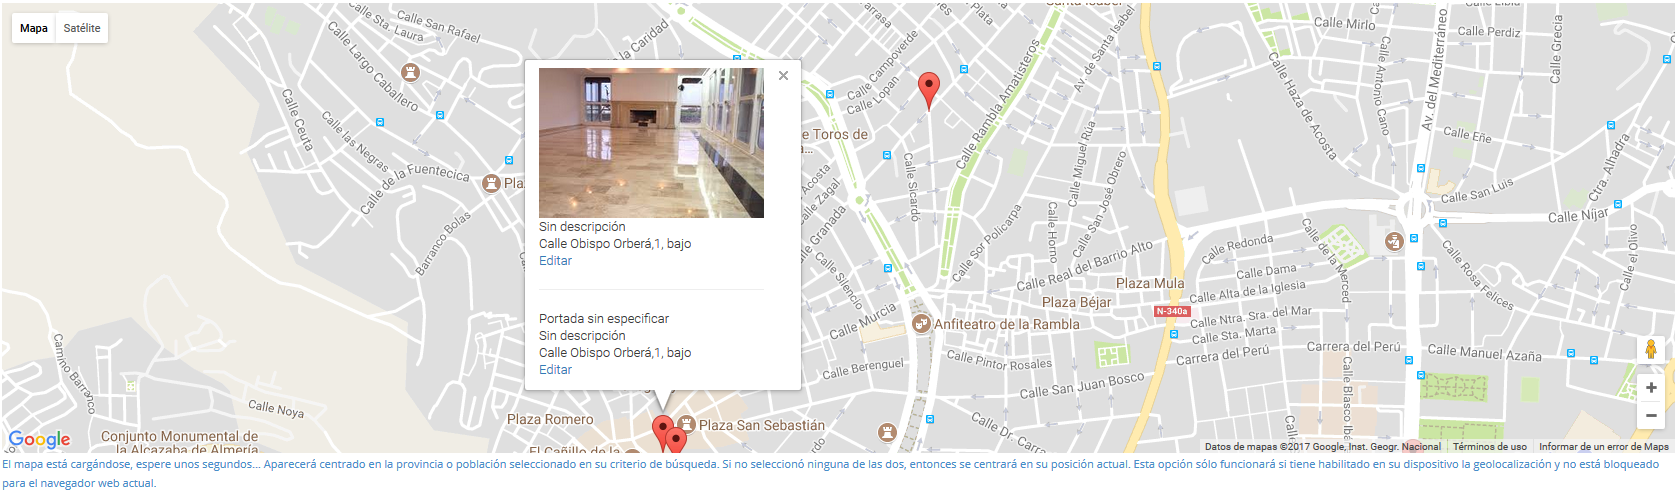 Mapa
Satélite
Calle Sta. Laura
Calle San Rafael
Calle Largo Caballero
Calle Ceuta
Calle las Negras
Calle de la Fuentecica
Barranco Bolas
la Caridad
Santa Isabel
Plata
Calle Campoverde
Calle Lopan
e Toros de
a...
Calle Rambla Amatisteros
Av. de Santa Isabel
Calle Sicardó
Calle Miguel Rúa
Calle San José Obrero
Calle Zagal
Calle Granada
Calle Silencio
Calle Sor Policarpa
Calle Horno
Calle Real del Barrio Alto
Plaza Mula
Plaza Béjar
N-340a
Calle Murcia
Anfiteatro de la Rambla
Calle Berenguel
Calle Pintor Rosales
Calle San Juan Bosco
Calle Dr. Carre
Calle Mirlo
Calle Perdiz
Calle Grecia
Calle Libia
Av. del Mediterráneo
Calle Antonio Cano
Calle Haza de Acosta
Calle Eñe
Ctra. Alhadra
Calle San Luis
Calle Níjar
Calle Redonda
Calle Dama
Calle Alta de la Iglesia
Calle Ntra. Sra. del Mar
Calle Sta. Marta
Carrera del Perú
Carrera del Perú
Calle de la Merced
Calle Rosa Felices
Calle el Olivo
Calle Manuel Azaña
Calle Blasco Ibá
Sin descripción
Calle Obispo Orberá,1, bajo
Editar
Portada sin especificar
Sin descripción
Calle Obispo Orberá,1, bajo
Editar
Camino Barranco
Calle Noya
Plaza Romero
Plaza San Sebastián
Conjunto Monumental de
la Alcazaba de Almería
El Cañillo de la
Google
Datos de mapas ©2017 Google, Inst. Geogr. Nacional
Términos de uso
Informar de un error de Maps
El mapa está cargándose, espere unos segundos... Aparecerá centrado en la provincia o población seleccionado en su criterio de búsqueda. Si no seleccionó ninguna de las dos, entonces se centrará en su posición actual. Esta opción sólo funcionará si tiene habilitado en su dispositivo la geolocalización y no está bloqueado
para el navegador web actual.